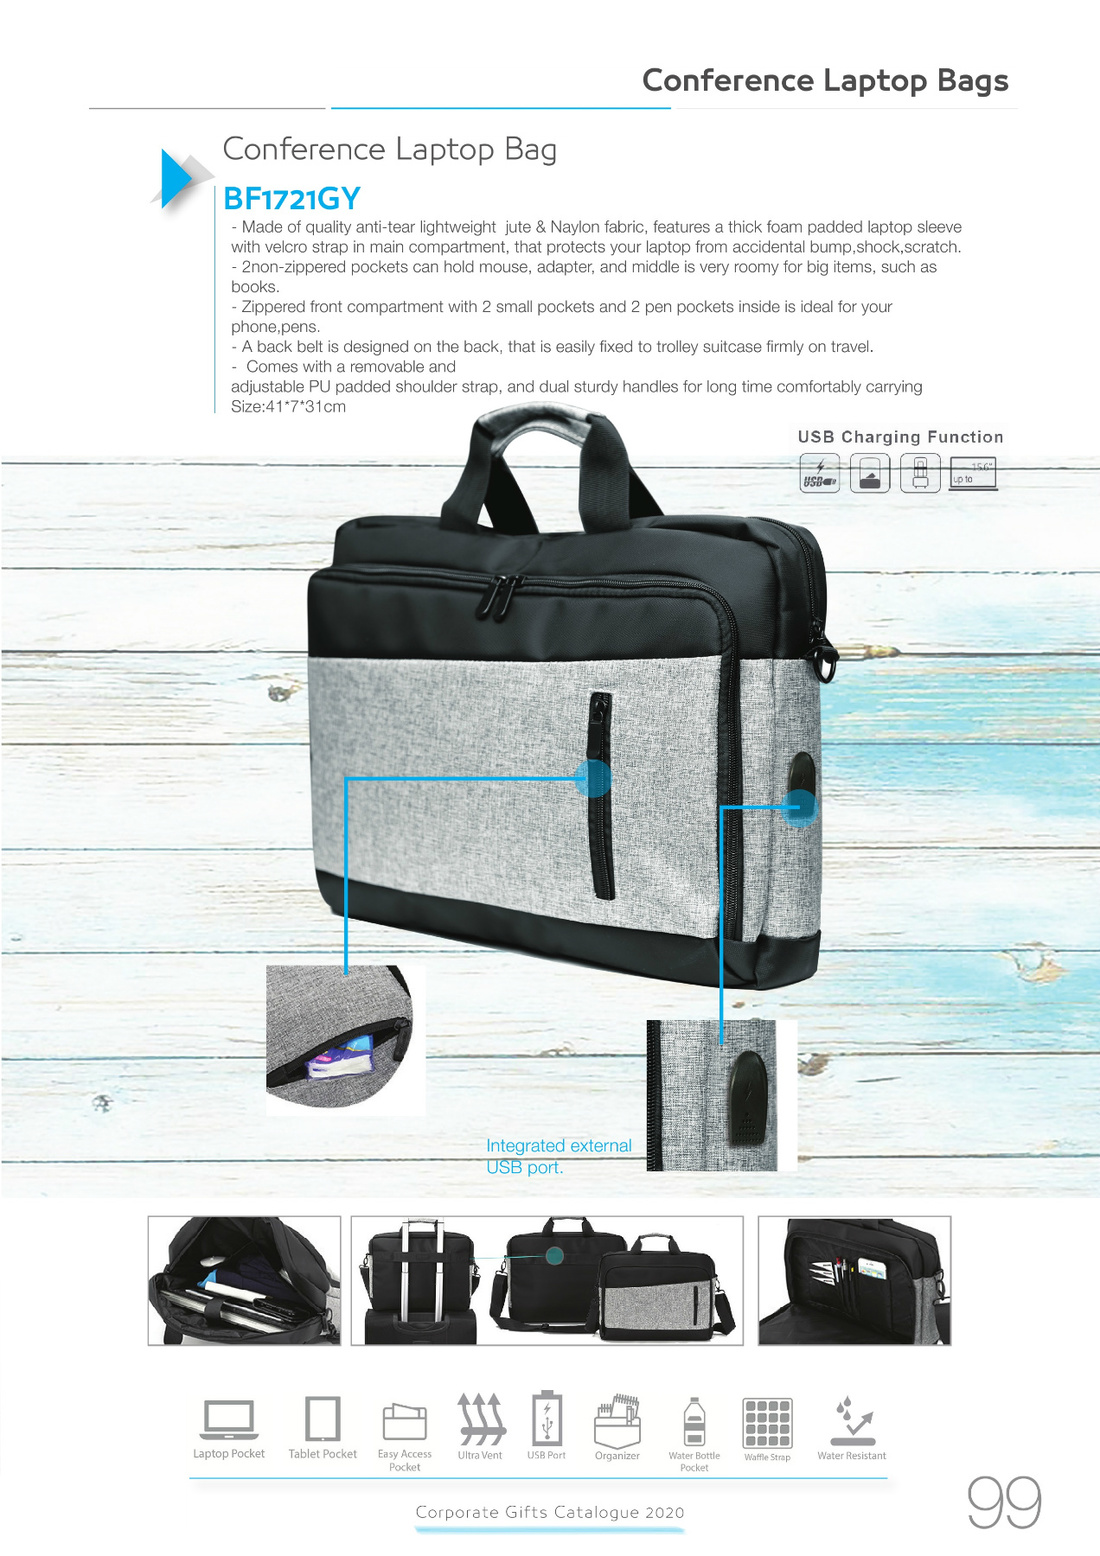 Conference Laptop Bags
Conference Laptop Bag
BF1721GY
- Made of quality anti-tear lightweight  jute & Naylon fabric, features a thick foam padded laptop sleeve
with velcro strap in main compartment, that protects your laptop from accidental bump,shock,scratch.
- 2non-zippered pockets can hold mouse, adapter, and middle is very roomy for big items, such as
books.
- Zippered front compartment with 2 small pockets and 2 pen pockets inside is ideal for your
phone,pens.
- A back belt is designed on the back, that is easily fixed to trolley suitcase firmly on travel.
-  Comes with a removable and
adjustable PU padded shoulder strap, and dual sturdy handles for long time comfortably carrying
Size:41*7*31cm
USB Charging Function
USB
15.6"
up to
Integrated external
USB port.
Laptop Pocket
Tablet Pocket
Easy Access
Pocket
Ultra Vent
USB Port
Organizer
Water Bottle
Pocket
Waffle Strap
Water Resistant
Corporate Gifts Catalogue 2020
99